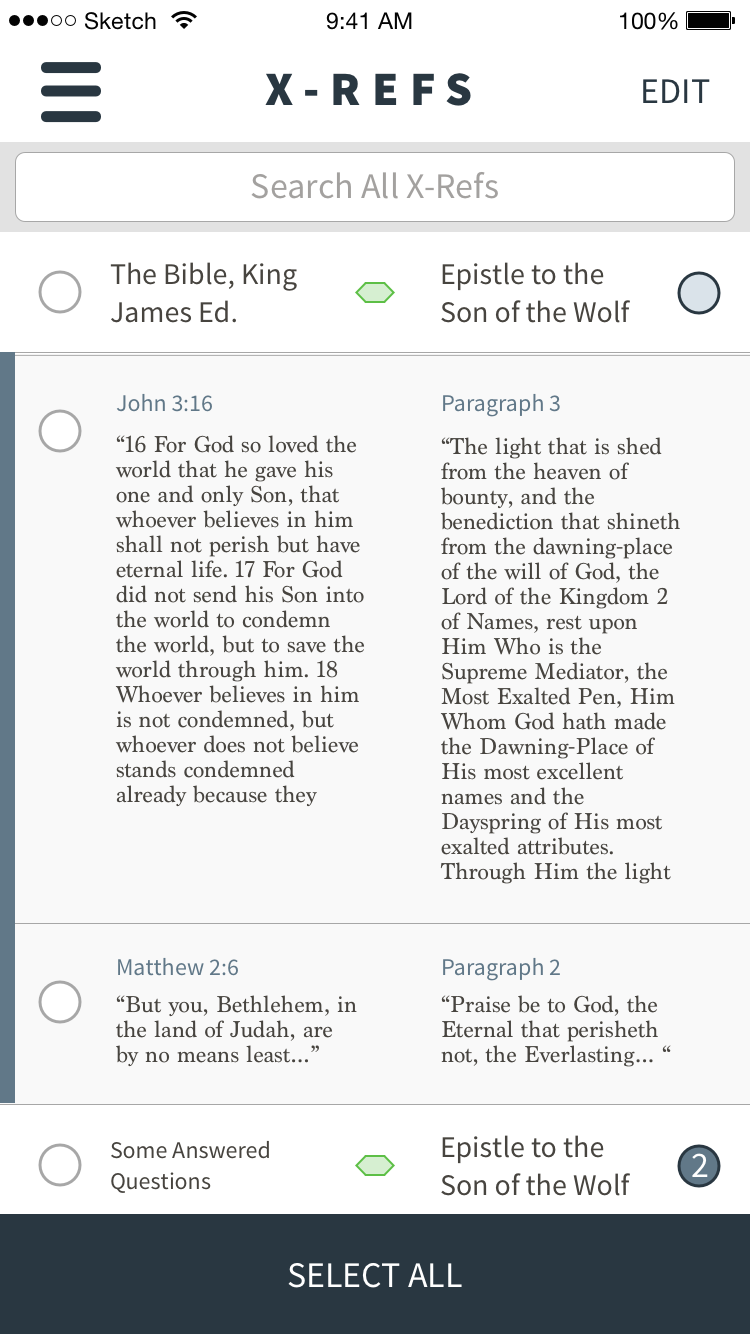 Sketch 9:41 AM 100%
X-REFS EDIT
Search All X-Refs
The Bible, King
James Ed.
Epistle to the
Son of the Wolf
John 3:16
“16 For God so loved the
world that he gave his
one and only Son, that
whoever believes in him
shall not perish but have
eternal life. 17 For God
did not send his Son into
the world to condemn
the world, but to save the
world through him. 18
Whoever believes in him
is not condemned, but
whoever does not believe
stands condemned
already because they
Paragraph 3
“The light that is shed
from the heaven of
bounty, and the
benediction that shineth
from the dawning-place
of the will of God, the
Lord of the Kingdom 2
of Names, rest upon
Him Who is the
Supreme Mediator, the
Most Exalted Pen, Him
Whom God hath made
the Dawning-Place of
His most excellent
names and the
Dayspring of His most
exalted attributes.
Through Him the light
Matthew 2:6
“But you, Bethlehem, in
the land of Judah, are
by no means least...”
Paragraph 2
“Praise be to God, the
Eternal that perisheth
not, the Everlasting... “
Some Answered
Questions
Epistle to the
Son of the Wolf
2
SELECT ALL